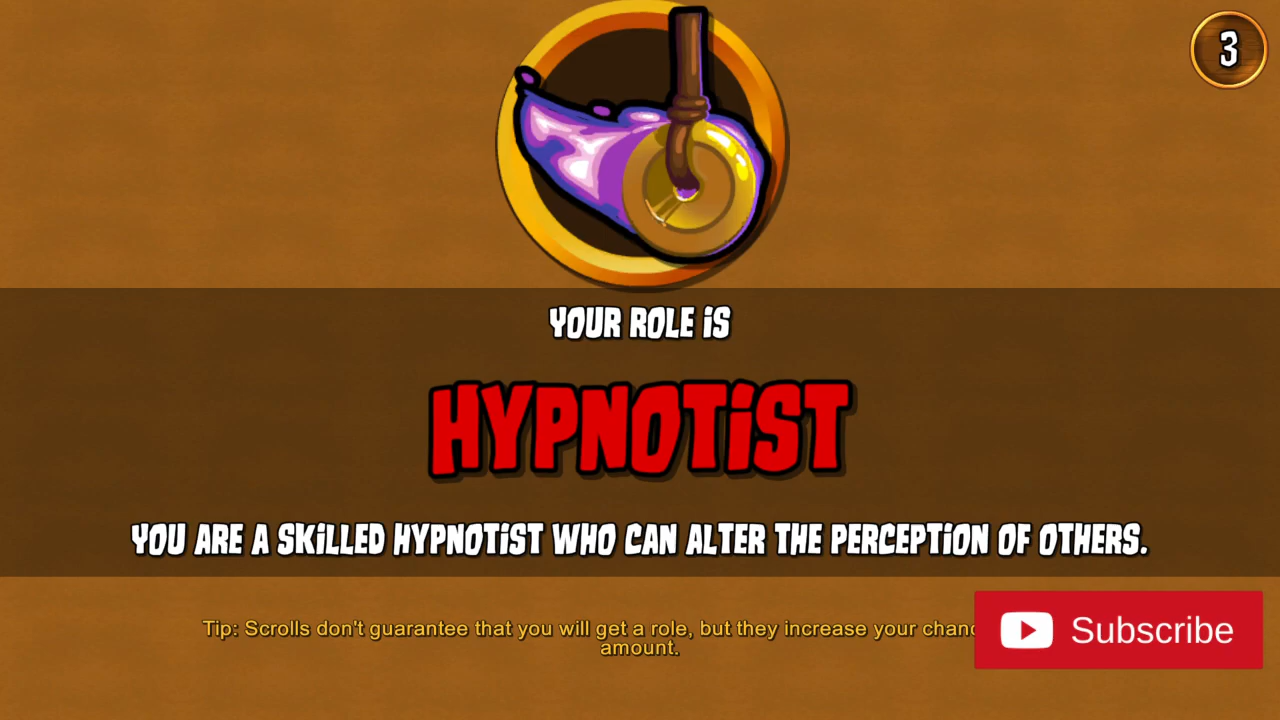 3
YOUR ROLE IS
HYPNOTIST
YOU ARE A SKILLED HYPNOTIST WHO CAN ALTER THE PERCEPTION OF OTHERS.
Tip: Scrolls don't guarantee that you will get a role, but they increase your
amount.
Subscribe